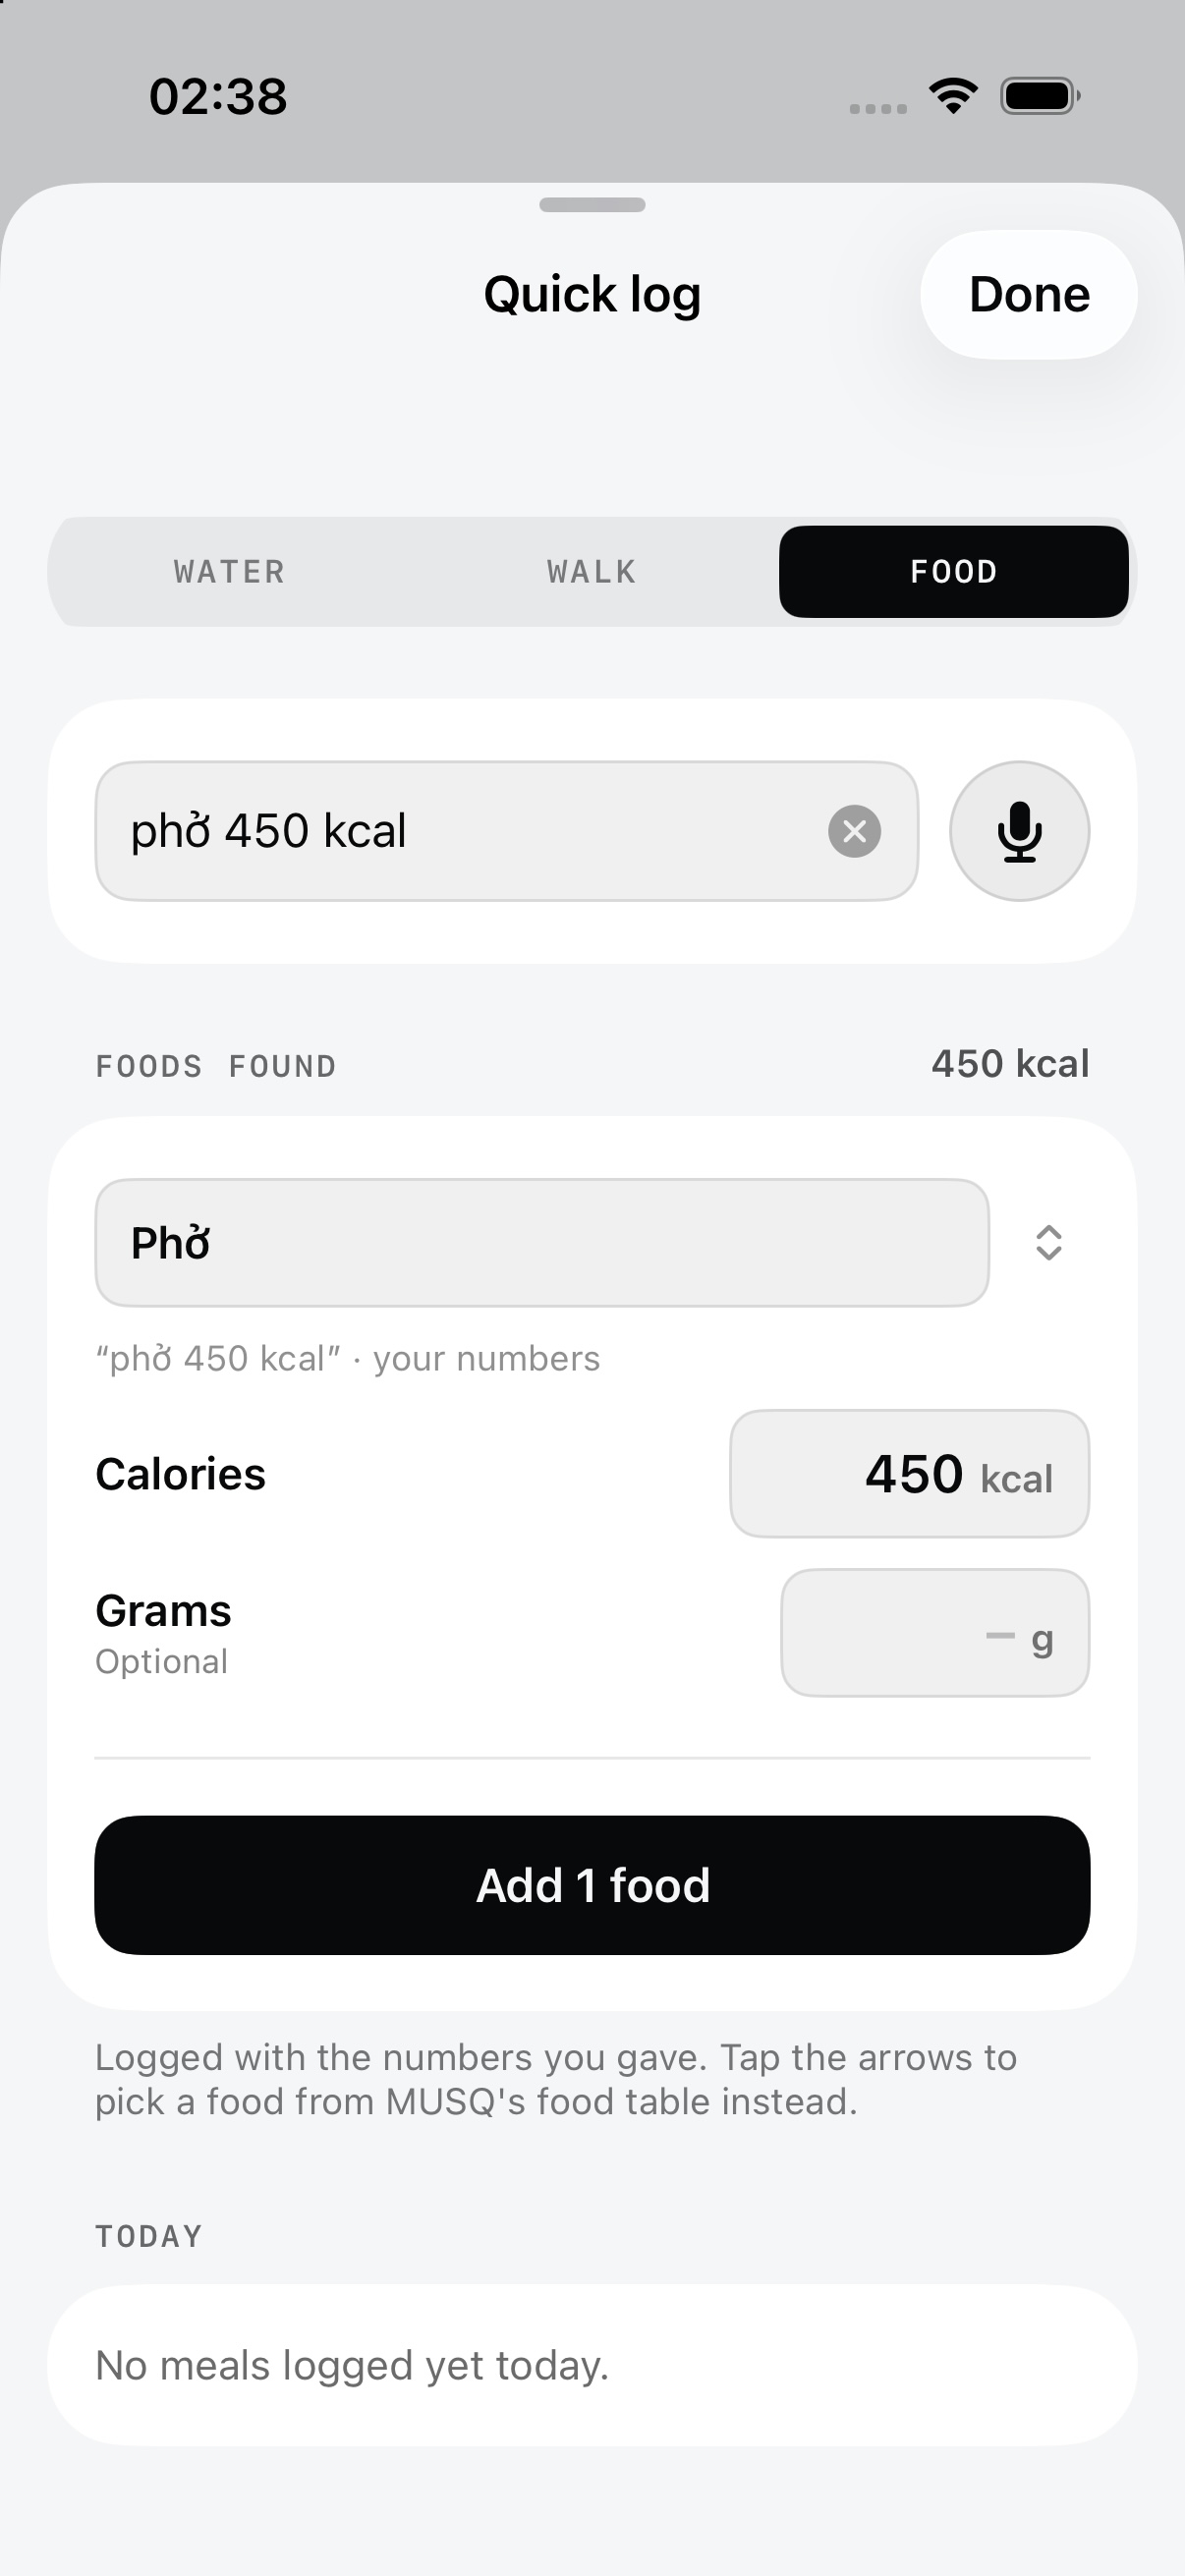 02:38
Quick log
Done
WATER
WALK
FOOD
phở 450 kcal
FOODS FOUND
450 kcal
Phở
“phở 450 kcal” · your numbers
Calories
450 kcal
Grams
– g
Optional
Add 1 food
Logged with the numbers you gave. Tap the arrows to
pick a food from MUSQ's food table instead.
TODAY
No meals logged yet today.